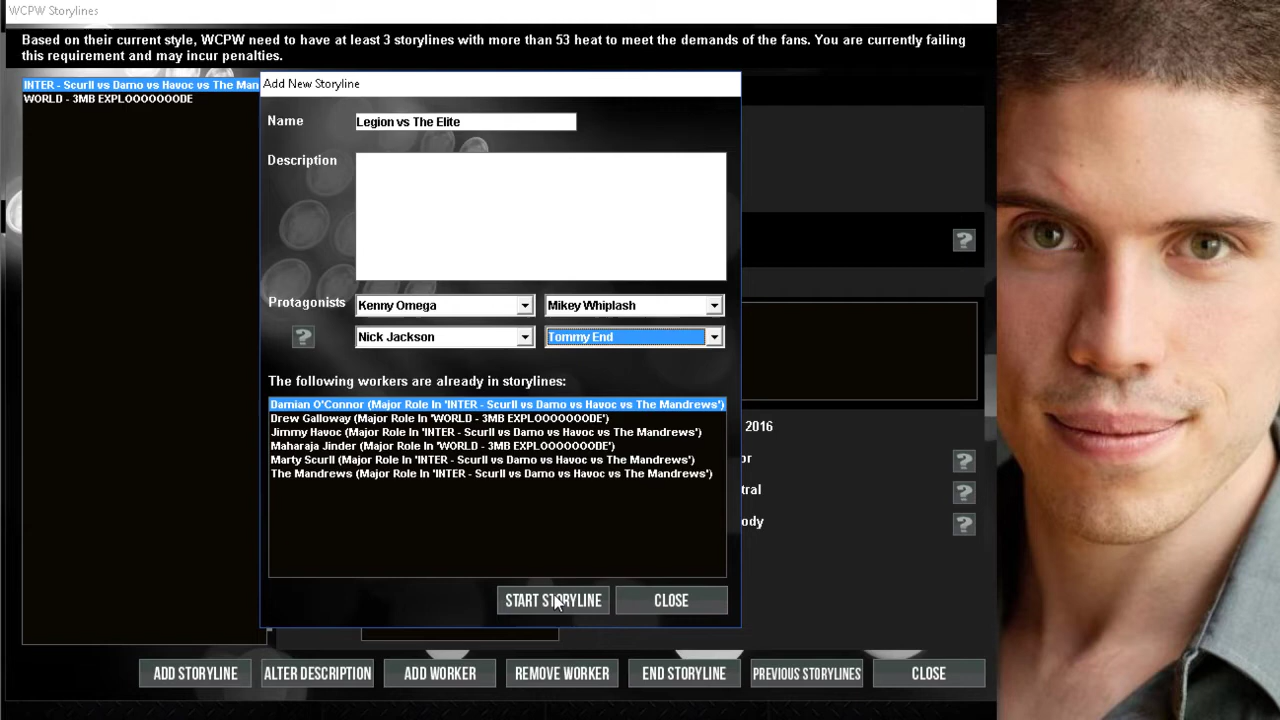 WCPW Storylines
Based on their current style, WCPW need to have at least 3 storylines with more than 53 heat to meet the demands of the fans. You are currently failing
this requirement and may incur penalties.
INTER - Scurll vs Damo vs Havoc vs The Man
WORLD - 3MB EXPLOOOOOOODE
Add New Storyline
Name
Legion vs The Elite
Description
Protagonists
Kenny Omega
Mikey Whiplash
?
Nick Jackson
Tommy End
The following workers are already in storylines:
Damian O'Connor (Major Role In 'INTER - Scurll vs Damo vs Havoc vs The Mandrews')
Drew Galloway (Major Role In 'WORLD - 3MB EXPLOOOOOOODE')
Jimmy Havoc (Major Role In 'INTER - Scurll vs Damo vs Havoc vs The Mandrews')
Maharaja Jinder (Major Role In 'WORLD - 3MB EXPLOOOOOOODE')
Marty Scurll (Major Role In 'INTER - Scurll vs Damo vs Havoc vs The Mandrews')
The Mandrews (Major Role In 'INTER - Scurll vs Damo vs Havoc vs The Mandrews')
START STORYLINE
CLOSE
?
2016
or
?
tral
?
ody
?
ADD STORYLINE
ALTER DESCRIPTION
ADD WORKER
REMOVE WORKER
END STORYLINE
PREVIOUS STORYLINES
CLOSE